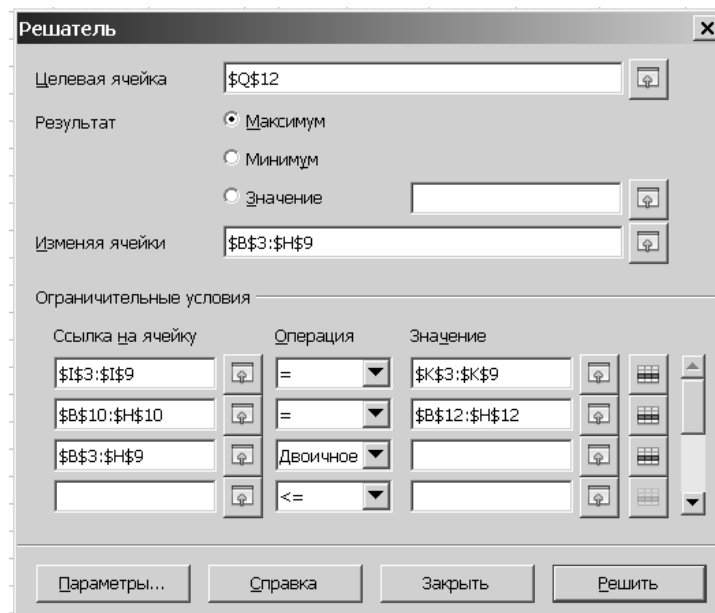 Решатель
Целевая ячейка $Q$12
Результат Максимум
Минимум
Значение
Изменяя ячейки $B$3:$H$9
Ограничительные условия
Ссылка на ячейку Операция Значение
$I$3:$I$9 = $K$3:$K$9
$B$10:$H$10 = $B$12:$H$12
$B$3:$H$9 Двоичное
<=
Параметры... Справка Закрыть Решить